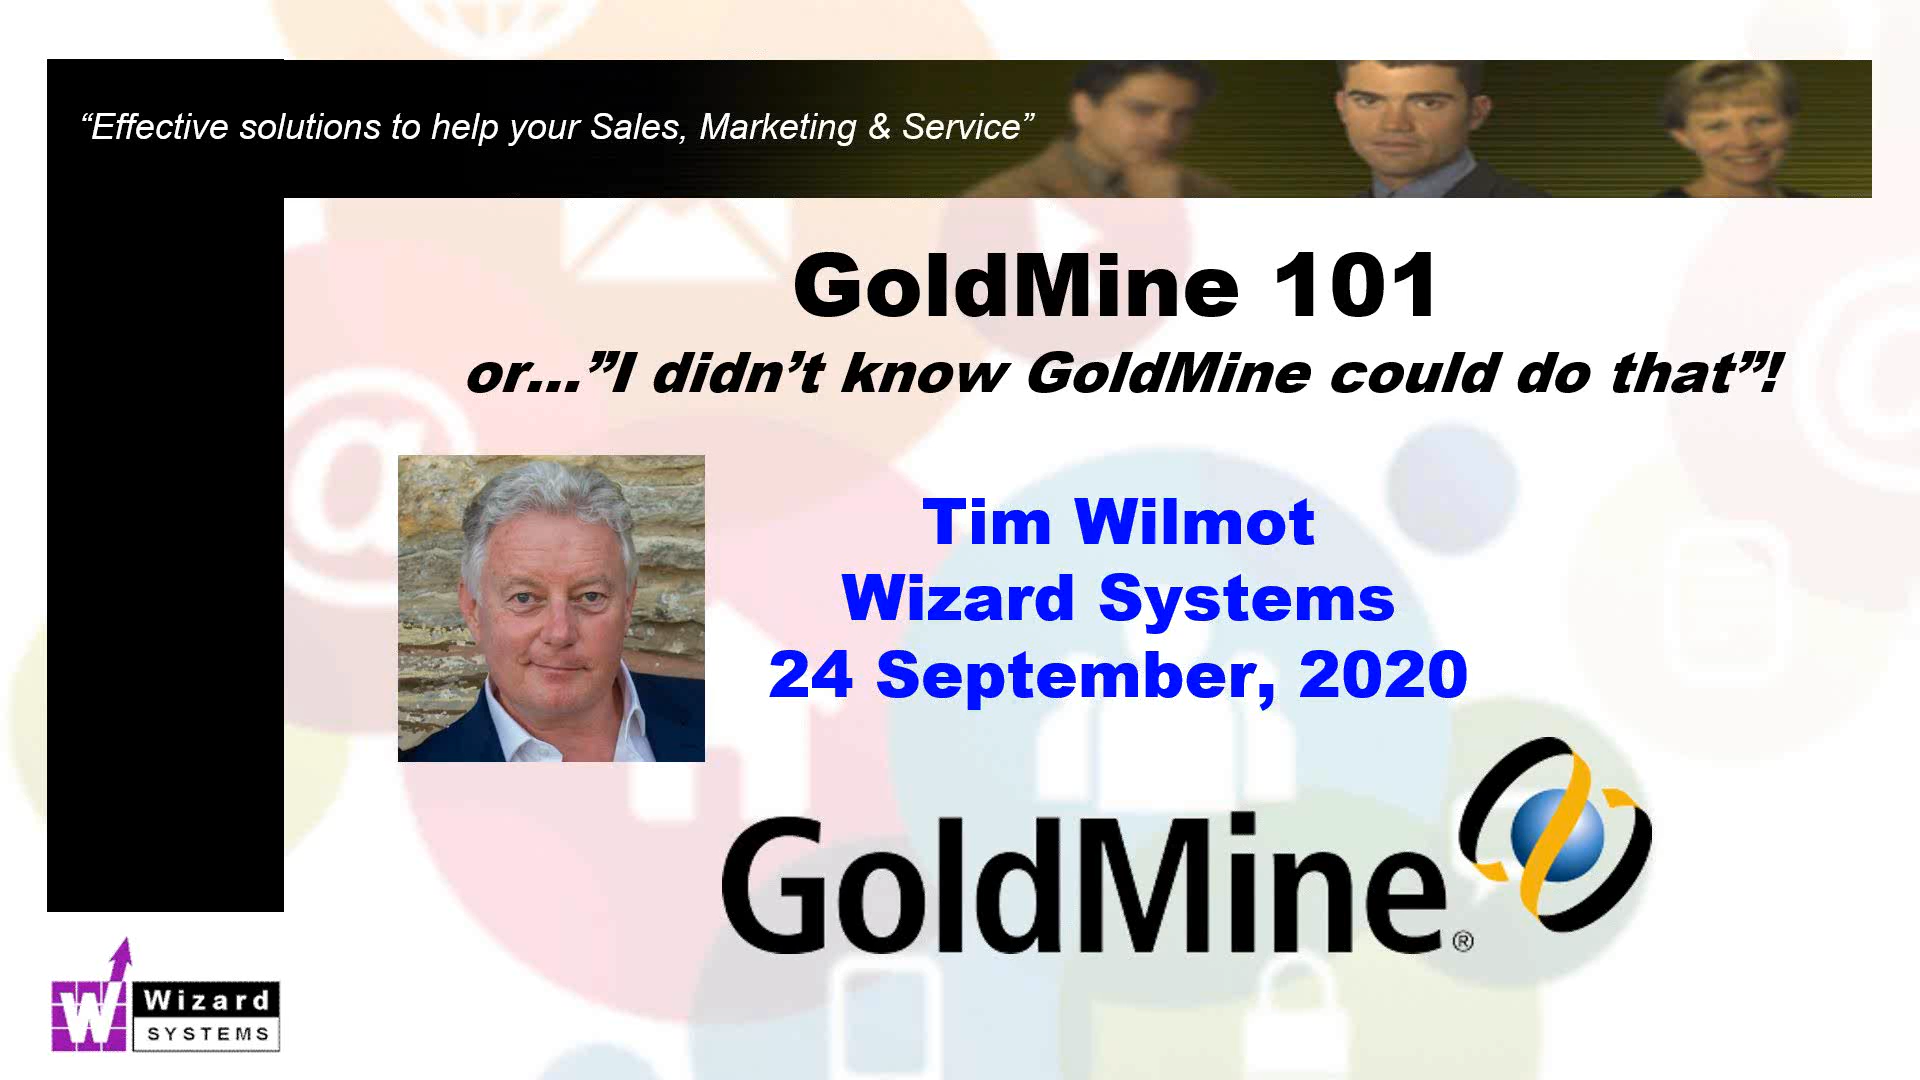 “Effective solutions to help your Sales, Marketing & Service”
GoldMine 101
or...”I didn’t know GoldMine could do that”!
Tim Wilmot
Wizard Systems
24 September, 2020
GoldMine®
W Wizard
SYSTEMS